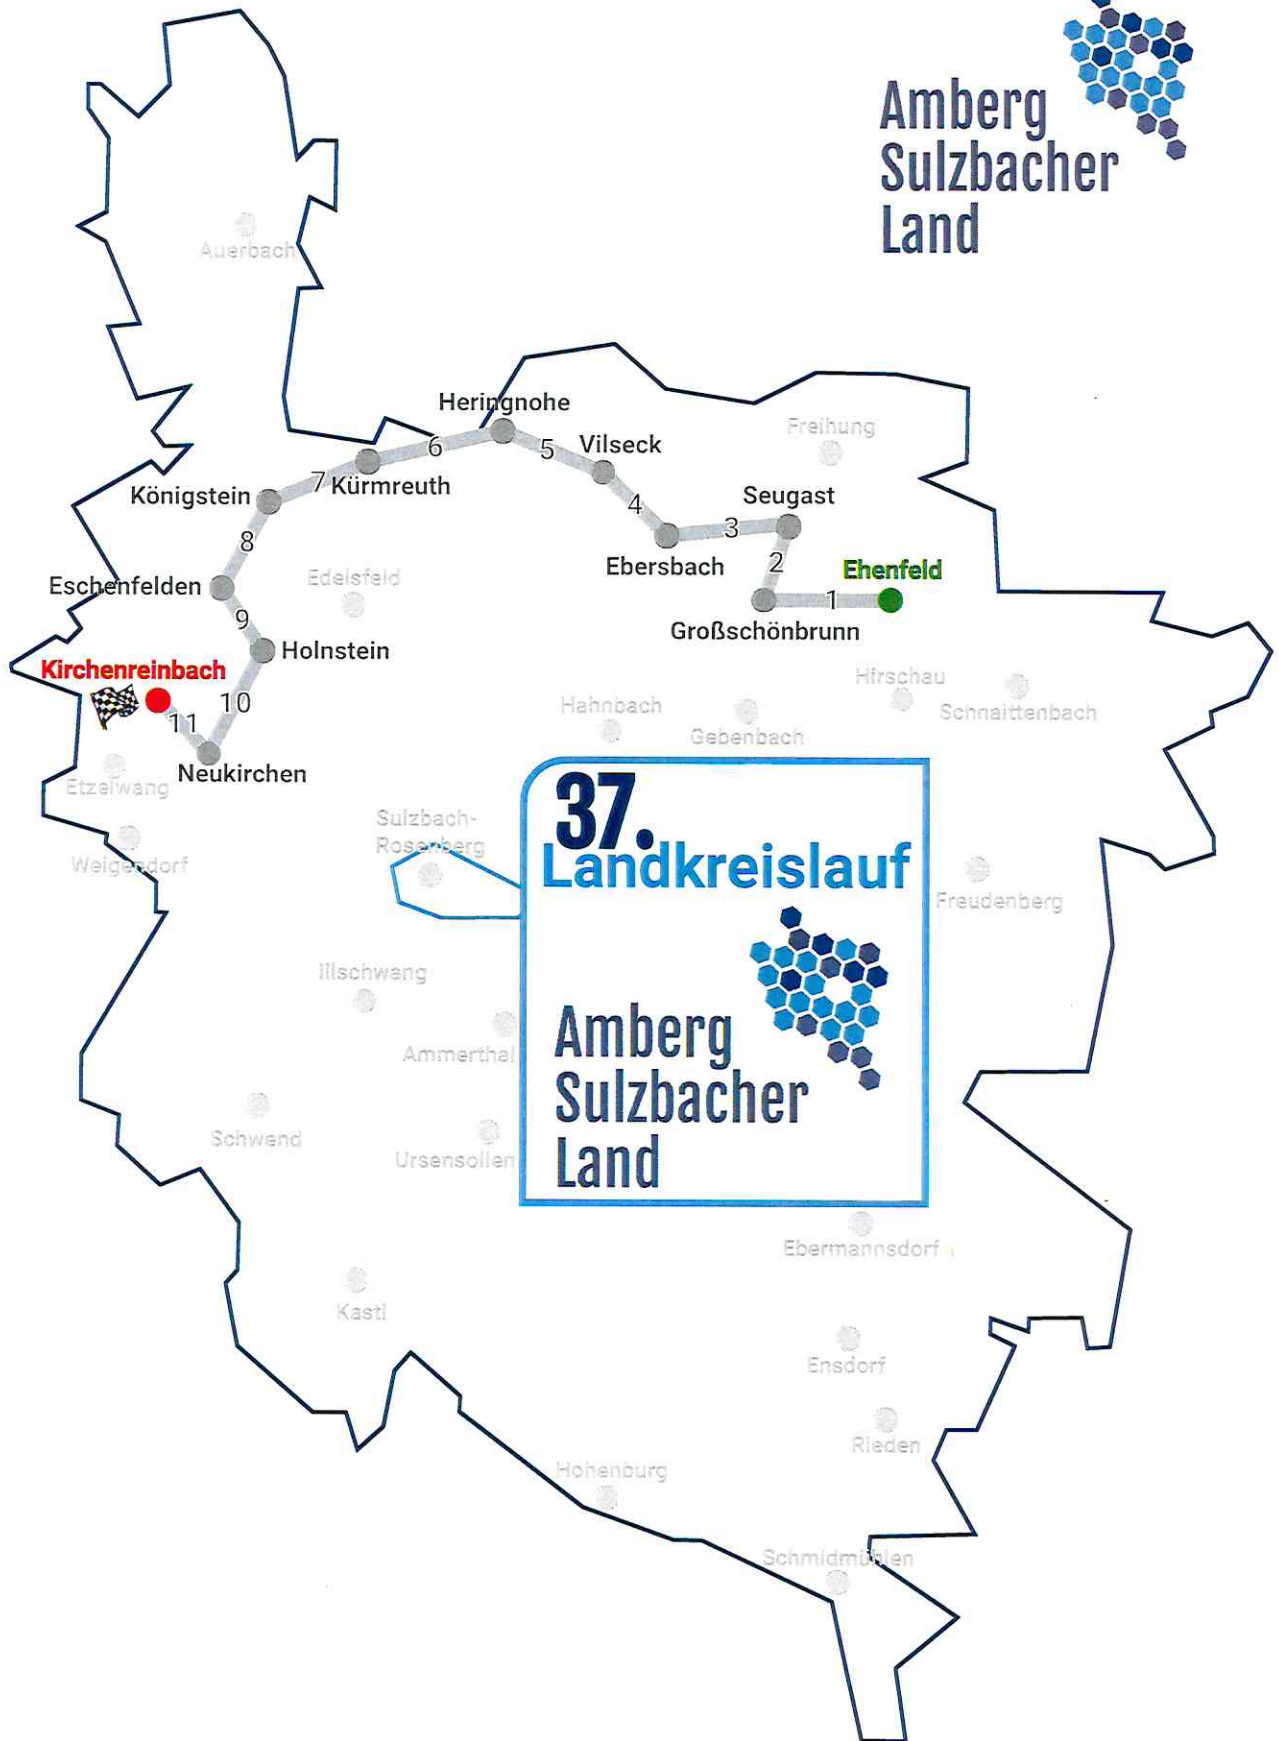 Amberg
Sulzbacher
Land
Auerbach
Heringnohe
Freihung
6
5
Vilseck
7
Kürmreuth
Königstein
4
Seugast
8
3
Eschenfelden
Edelsfeld
Ebersbach
2
Ehenfeld
9
1
Großschönbrunn
Holnstein
Kirchenreinbach
Hirschau
10
Hahnbach
Schnaittenbach
11
Gebenbach
Neukirchen
Etzelwang
37.
Sulzbach-
Rosenberg
Landkreislauf
Weigendorf
Freudenberg
Illschwang
Amberg
Sulzbacher
Land
Ammerthal
Schwend
Ursensollen
Ebermannsdorf
Kastl
Ensdorf
Rieden
Hohenburg
Schmidmühlen